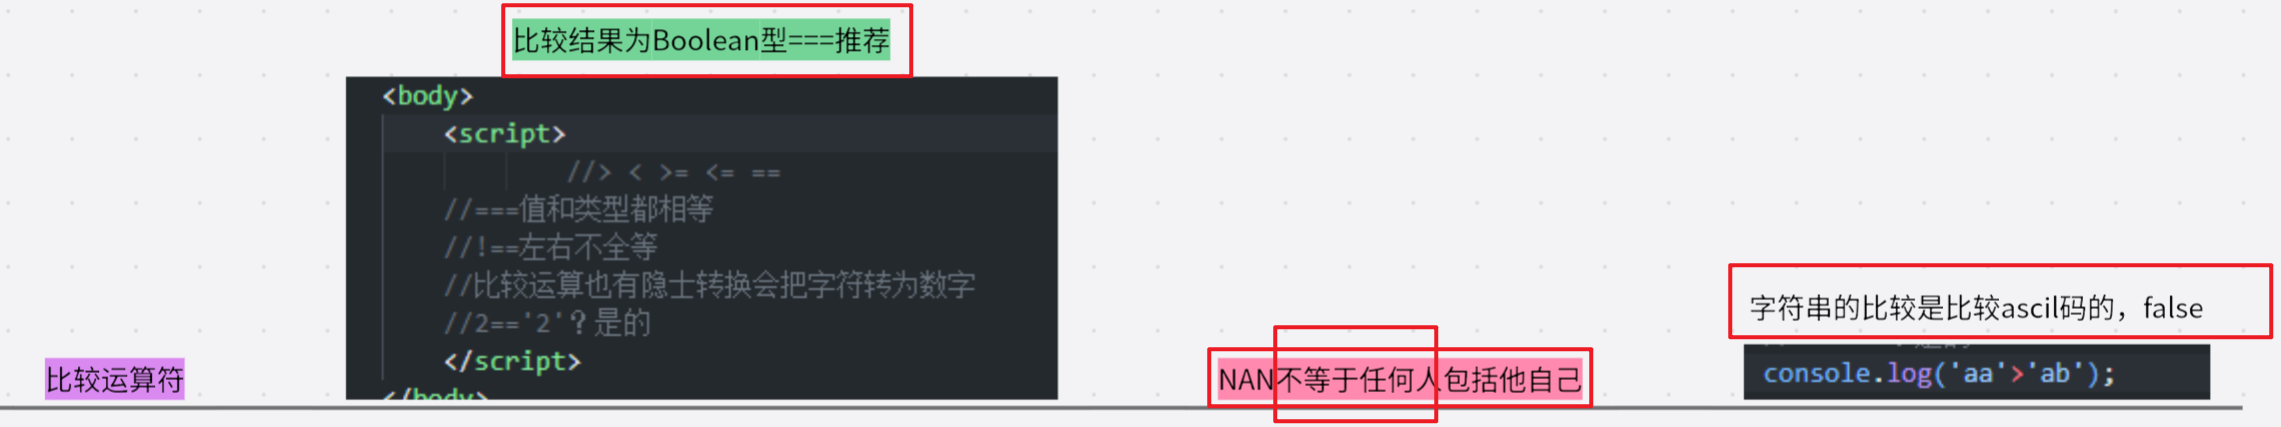 比较结果为Boolean型===推荐
<body>
<script>
//> < >= <= ==
//===值和类型都相等
//!==左右不全等
//比较运算也有隐士转换会把字符转为数字
//2=='2'？是的
</script>
</body>
比较运算符
NAN不等于任何人包括他自己
字符串的比较是比较ascil码的，false
console.log('aa'>'ab');